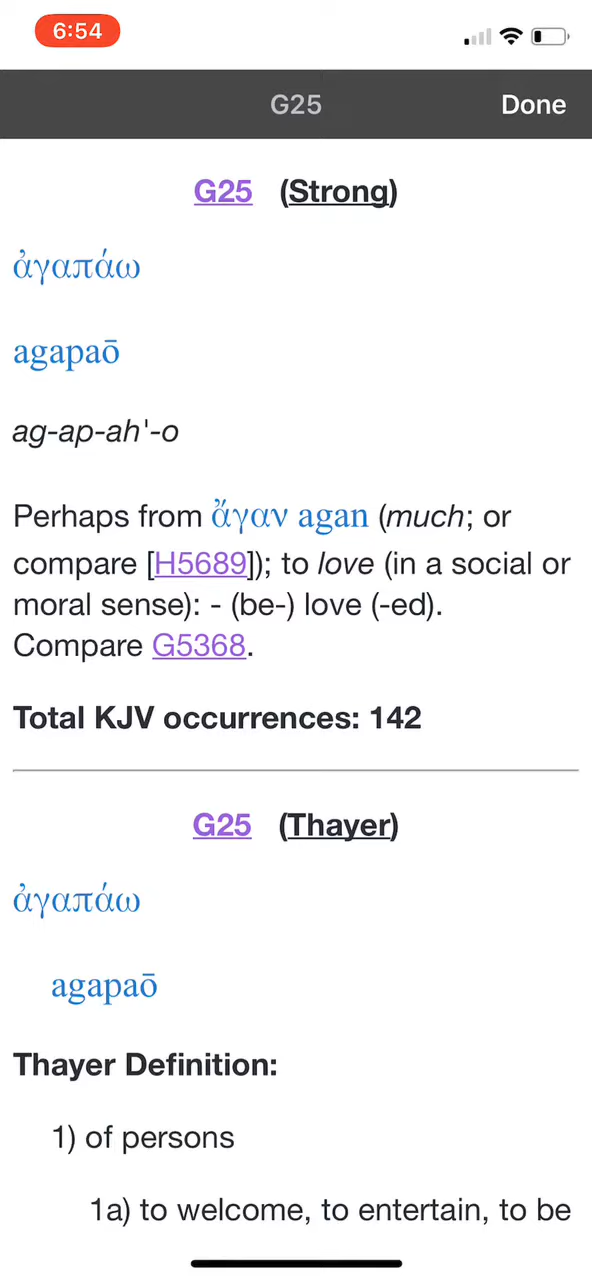 6:54
G25
Done
G25 (Strong)
ἀγαπάω
agapaō
ag-ap-ah'-o
Perhaps from ἄγαν agan (much; or
compare [H5689]); to love (in a social or
moral sense): - (be-) love (-ed).
Compare G5368.
Total KJV occurrences: 142
G25 (Thayer)
ἀγαπάω
agapaō
Thayer Definition:
1) of persons
1a) to welcome, to entertain, to be